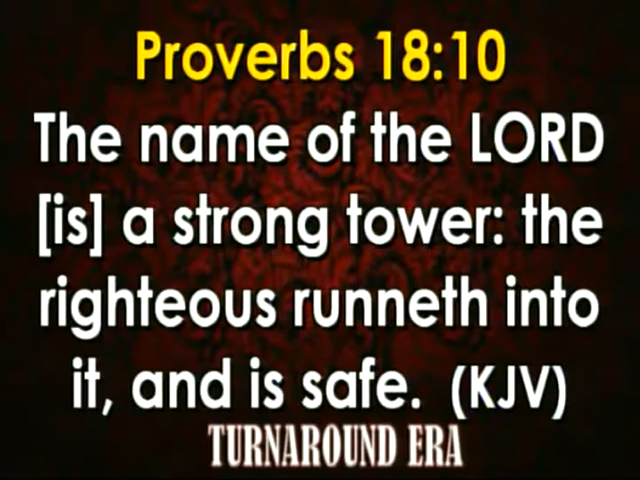 Proverbs 18:10
The name of the LORD
[is] a strong tower: the
righteous runneth into
it, and is safe. (KJV)
TURNAROUND ERA